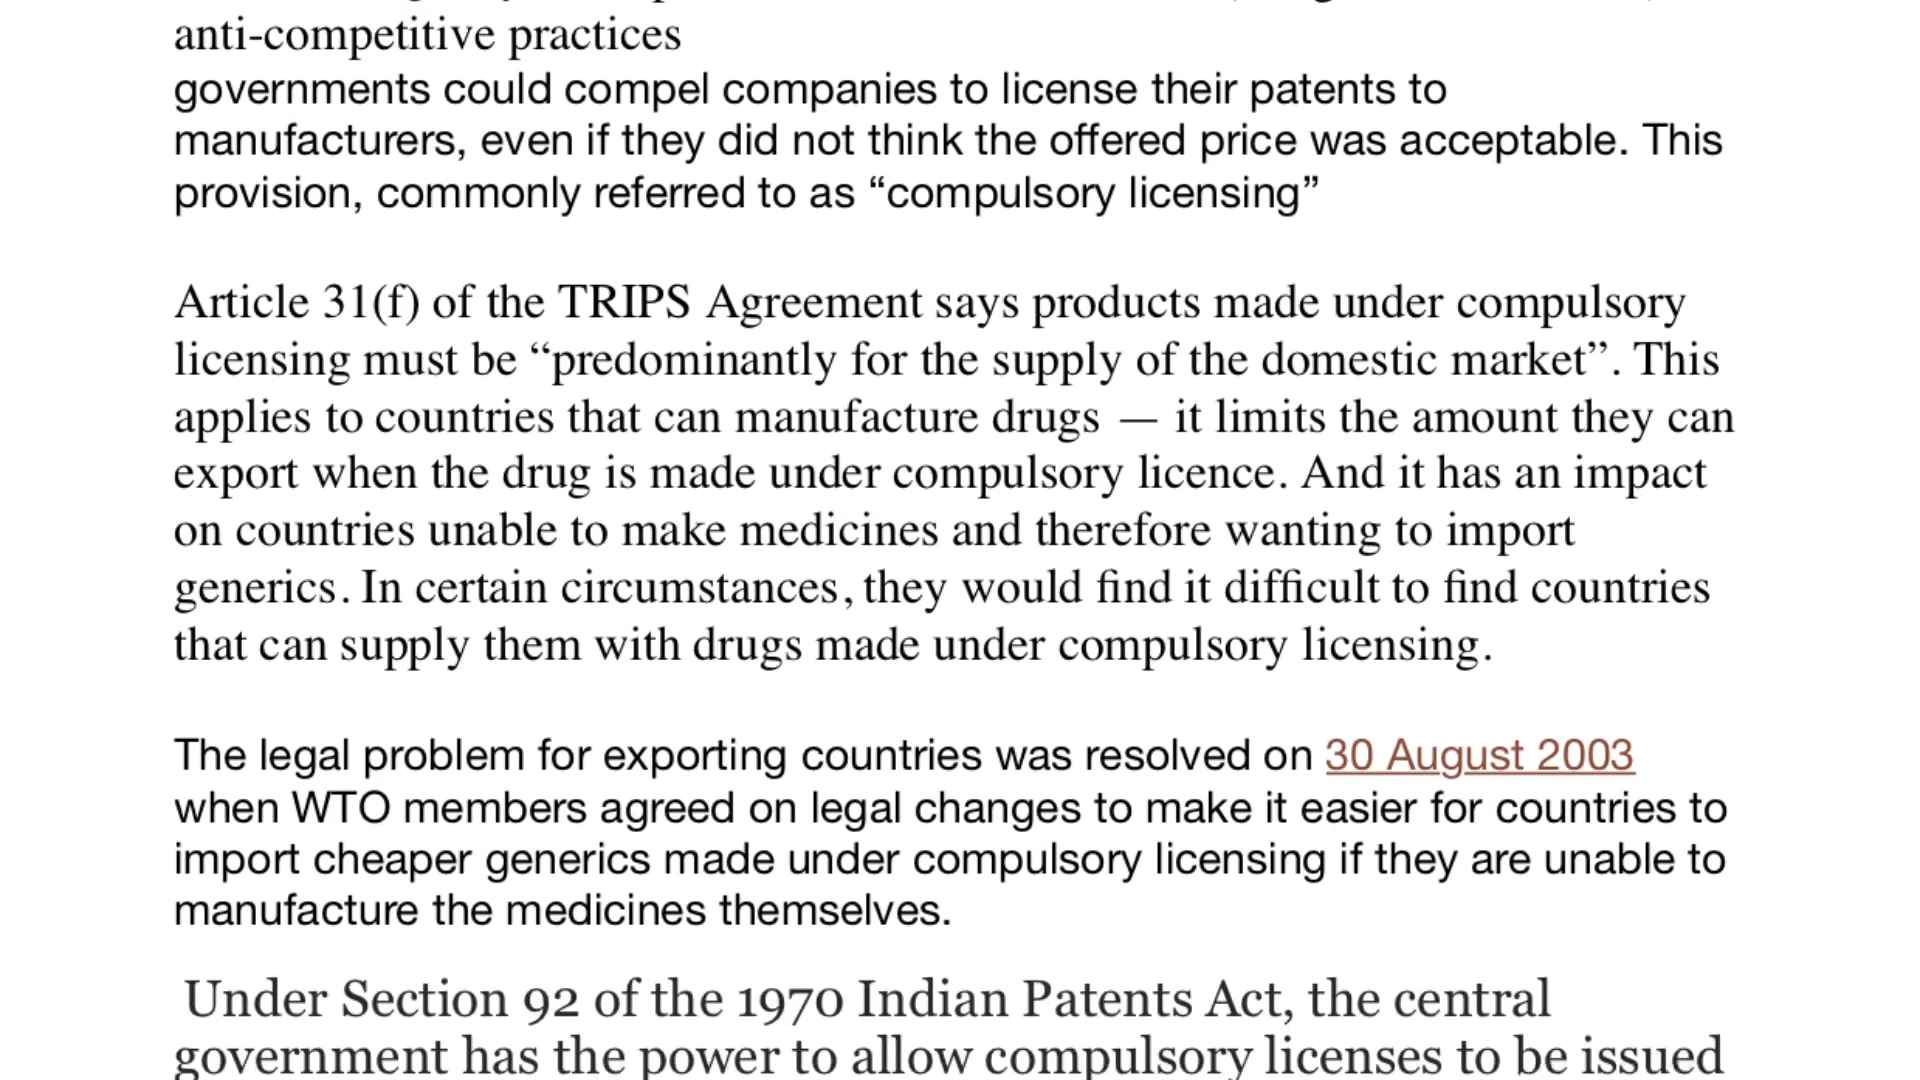 anti-competitive practices
governments could compel companies to license their patents to
manufacturers, even if they did not think the offered price was acceptable. This
provision, commonly referred to as “compulsory licensing”
Article 31(f) of the TRIPS Agreement says products made under compulsory
licensing must be “predominantly for the supply of the domestic market”. This
applies to countries that can manufacture drugs — it limits the amount they can
export when the drug is made under compulsory licence. And it has an impact
on countries unable to make medicines and therefore wanting to import
generics. In certain circumstances, they would find it difficult to find countries
that can supply them with drugs made under compulsory licensing.
The legal problem for exporting countries was resolved on 30 August 2003
when WTO members agreed on legal changes to make it easier for countries to
import cheaper generics made under compulsory licensing if they are unable to
manufacture the medicines themselves.
Under Section 92 of the 1970 Indian Patents Act, the central
government has the power to allow compulsory licenses to be issued